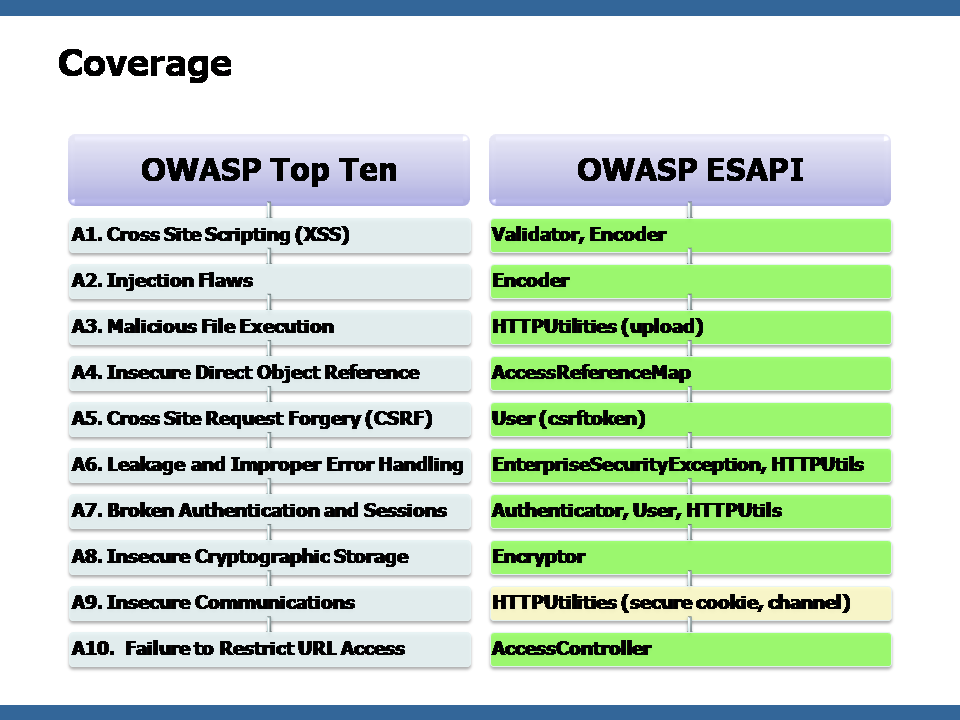 Coverage
OWASP Top Ten
OWASP ESAPI
A1. Cross Site Scripting (XSS)
Validator, Encoder
A2. Injection Flaws
Encoder
A3. Malicious File Execution
HTTPUtilities (upload)
A4. Insecure Direct Object Reference
AccessReferenceMap
A5. Cross Site Request Forgery (CSRF)
User (csrftoken)
A6. Leakage and Improper Error Handling
EnterpriseSecurityException, HTTPUtils
A7. Broken Authentication and Sessions
Authenticator, User, HTTPUtils
A8. Insecure Cryptographic Storage
Encryptor
A9. Insecure Communications
HTTPUtilities (secure cookie, channel)
A10.  Failure to Restrict URL Access
AccessController